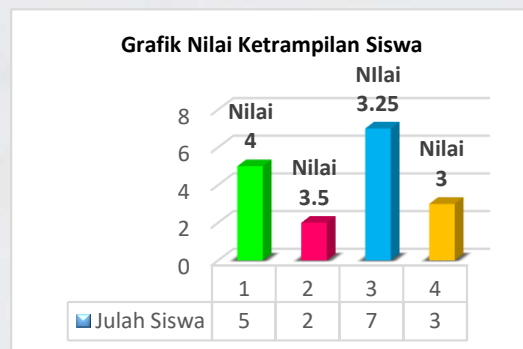 Grafik Nilai Ketrampilan Siswa
Nilai
4
Nilai
3.5
NIlai
3.25
Nilai
3
8
6
4
2
0
1 2 3 4
Julah Siswa 5 2 7 3